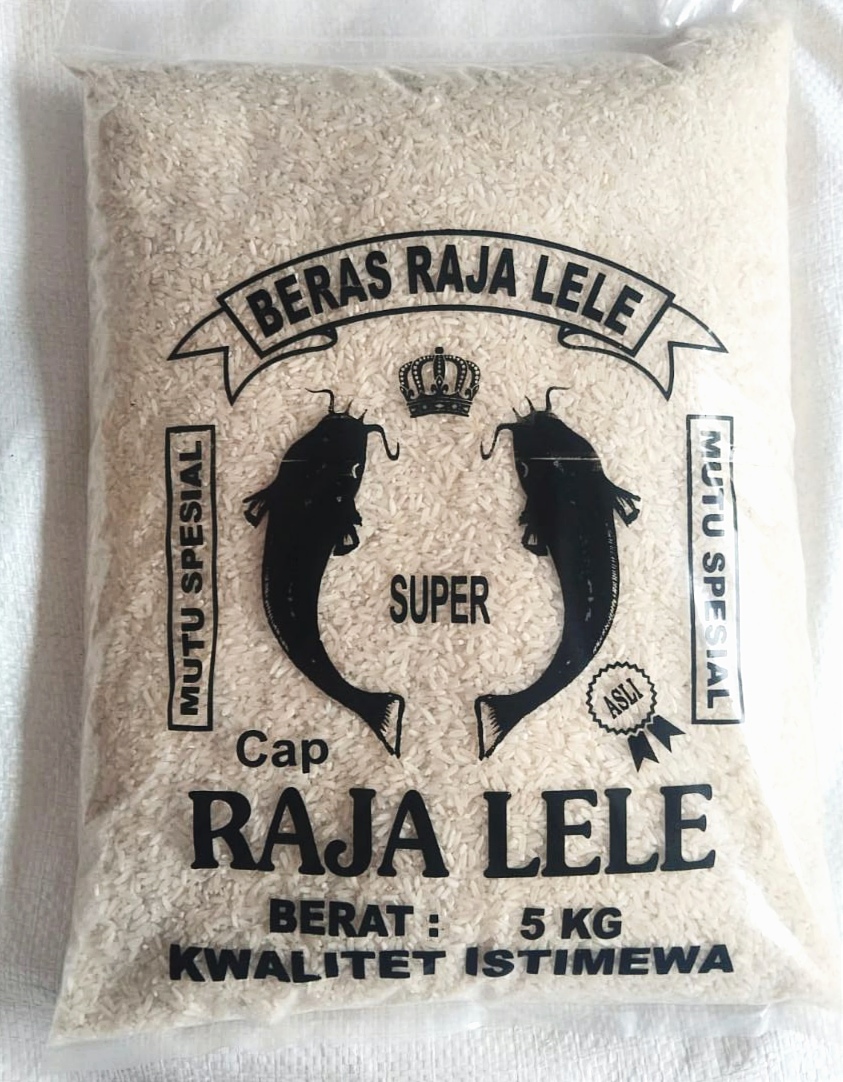 BERAS RAJA LELE
MUTU SPESIAL
MUTU SPESIAL
SUPER
ASLI
Cap
RAJA LELE
BERAT : 5 KG
KWALITET ISTIMEWA